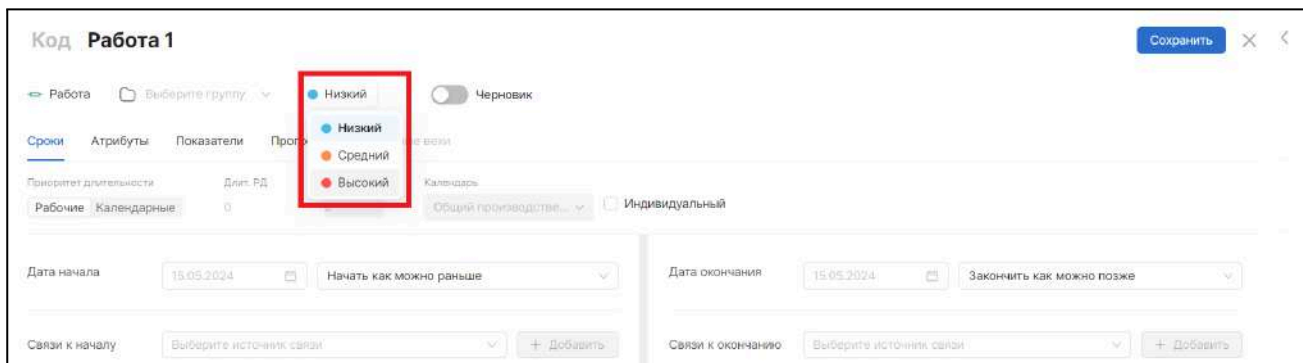 Код Работа 1 Сохранить
Работа Выберите группу Низкий Черновик
Низкий
Средний
Высокий
Сроки Атрибуты Показатели
Приоритет длительности Длит. РД Календарь
Рабочие Календарные 0 Общий производстве... Индивидуальный
Дата начала 15.05.2024 Начать как можно раньше Дата окончания 15.05.2024 Закончить как можно позже
Связи к началу Выберите источник связи + Добавить Связи к окончанию Выберите источник связи + Добавить